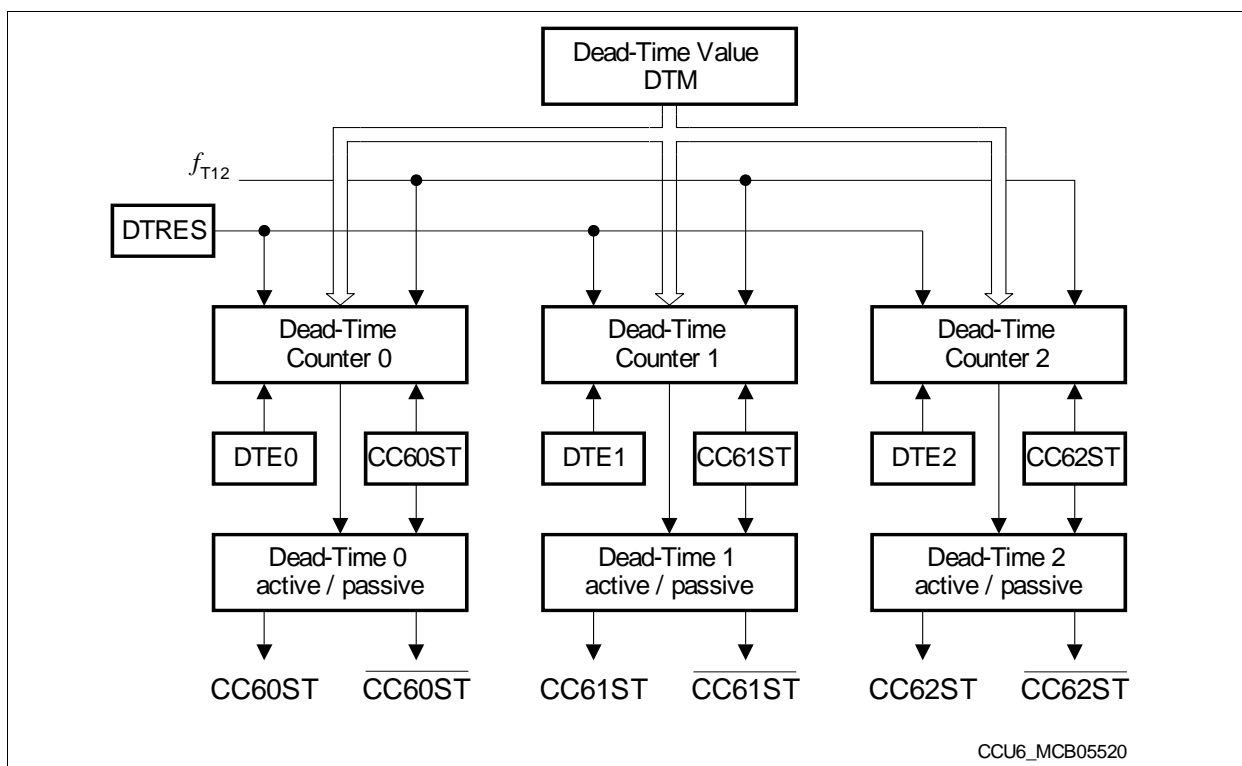 Dead-Time Value
DTM
fT12
DTRES
Dead-Time
Counter 0
Dead-Time
Counter 1
Dead-Time
Counter 2
DTE0
CC60ST
DTE1
CC61ST
DTE2
CC62ST
Dead-Time 0
active / passive
Dead-Time 1
active / passive
Dead-Time 2
active / passive
CC60ST
CC60ST
CC61ST
CC61ST
CC62ST
CC62ST
CCU6_MCB05520